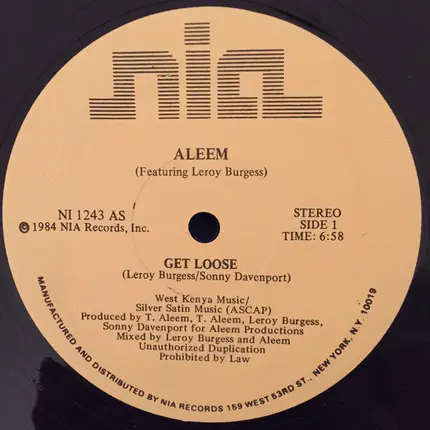 nia
ALEEM
(Featuring Leroy Burgess)
NI 1243 AS
℗ 1984 NIA Records, Inc.
STEREO
SIDE 1
TIME: 6:58
GET LOOSE
(Leroy Burgess/Sonny Davenport)
West Kenya Music/
Silver Satin Music (ASCAP)
Produced by T. Aleem, T. Aleem, Leroy Burgess,
Sonny Davenport for Aleem Productions
Mixed by Leroy Burgess and Aleem
Unauthorized Duplication
Prohibited by Law
MANUFACTURED AND DISTRIBUTED BY NIA RECORDS 159 WEST 53RD ST., NEW YORK. N.Y. 10019